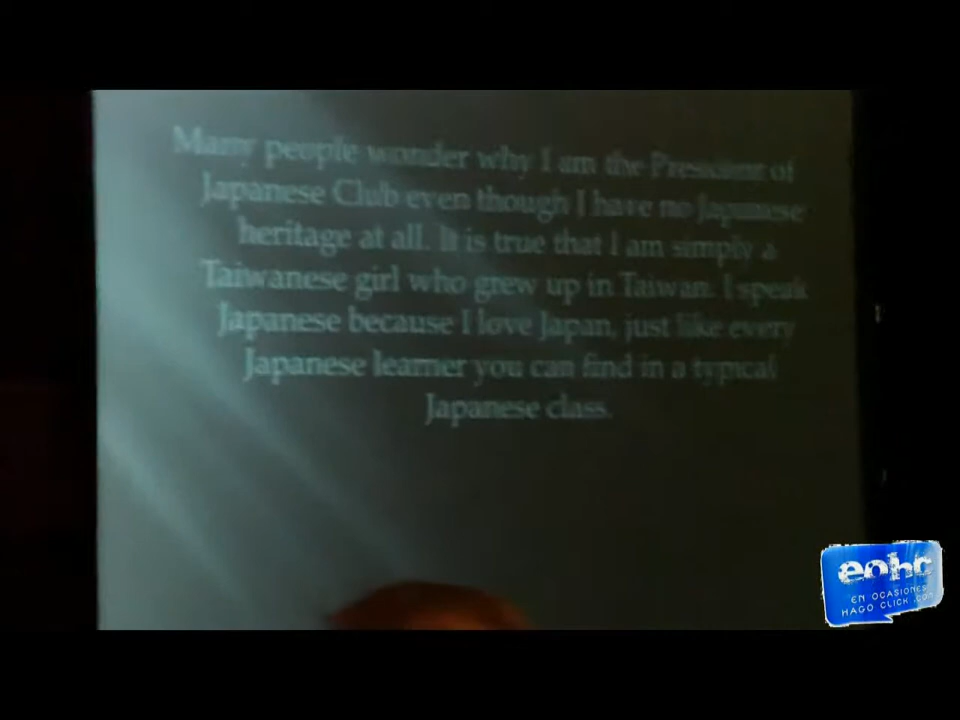 Many people wonder why I am the President of
Japanese Club even though I have no Japanese
heritage at all. It is true that I am simply a
Taiwanese girl who grew up in Taiwan. I speak
Japanese because I love Japan, just like every
Japanese learner you can find in a typical
Japanese class.
eohc
EN OCASIONES
HAGO CLICK .COM